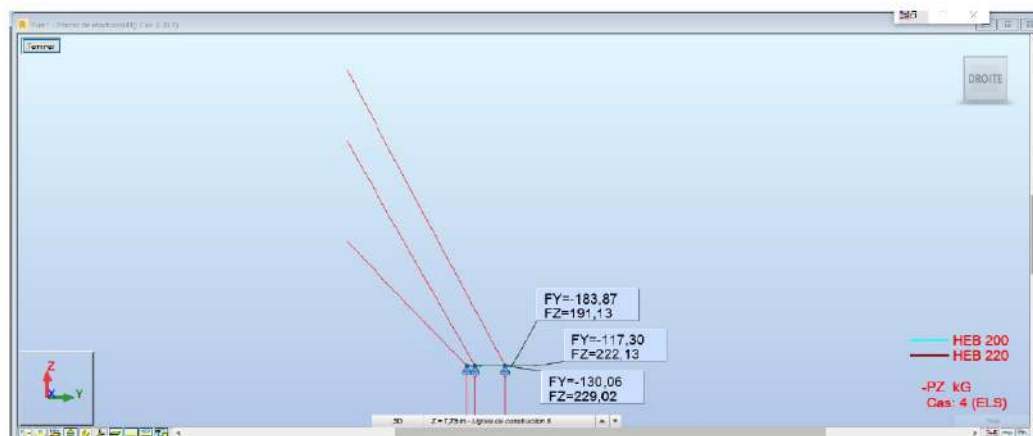 Fermer
DROITE
FY=-183,87
FZ=191,13
FY=-117,30
FZ=222,13
FY=-130,06
FZ=229,02
HEB 200
HEB 220
-PZ kG
Cas: 4 (ELS)
Z
Y
X
3D